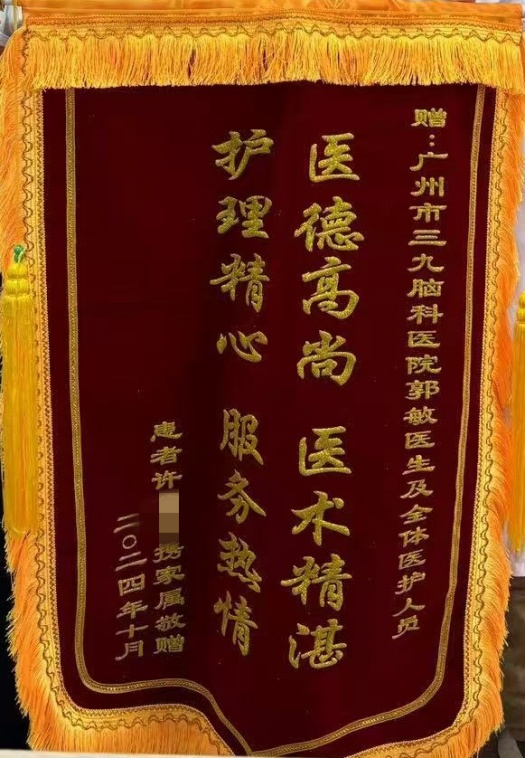 赠：广州市三九脑科医院郭敏医生及全体医护人员
医德高尚 医术精湛
护理精心 服务热情
患者许 携家属敬赠
二〇二四年十月